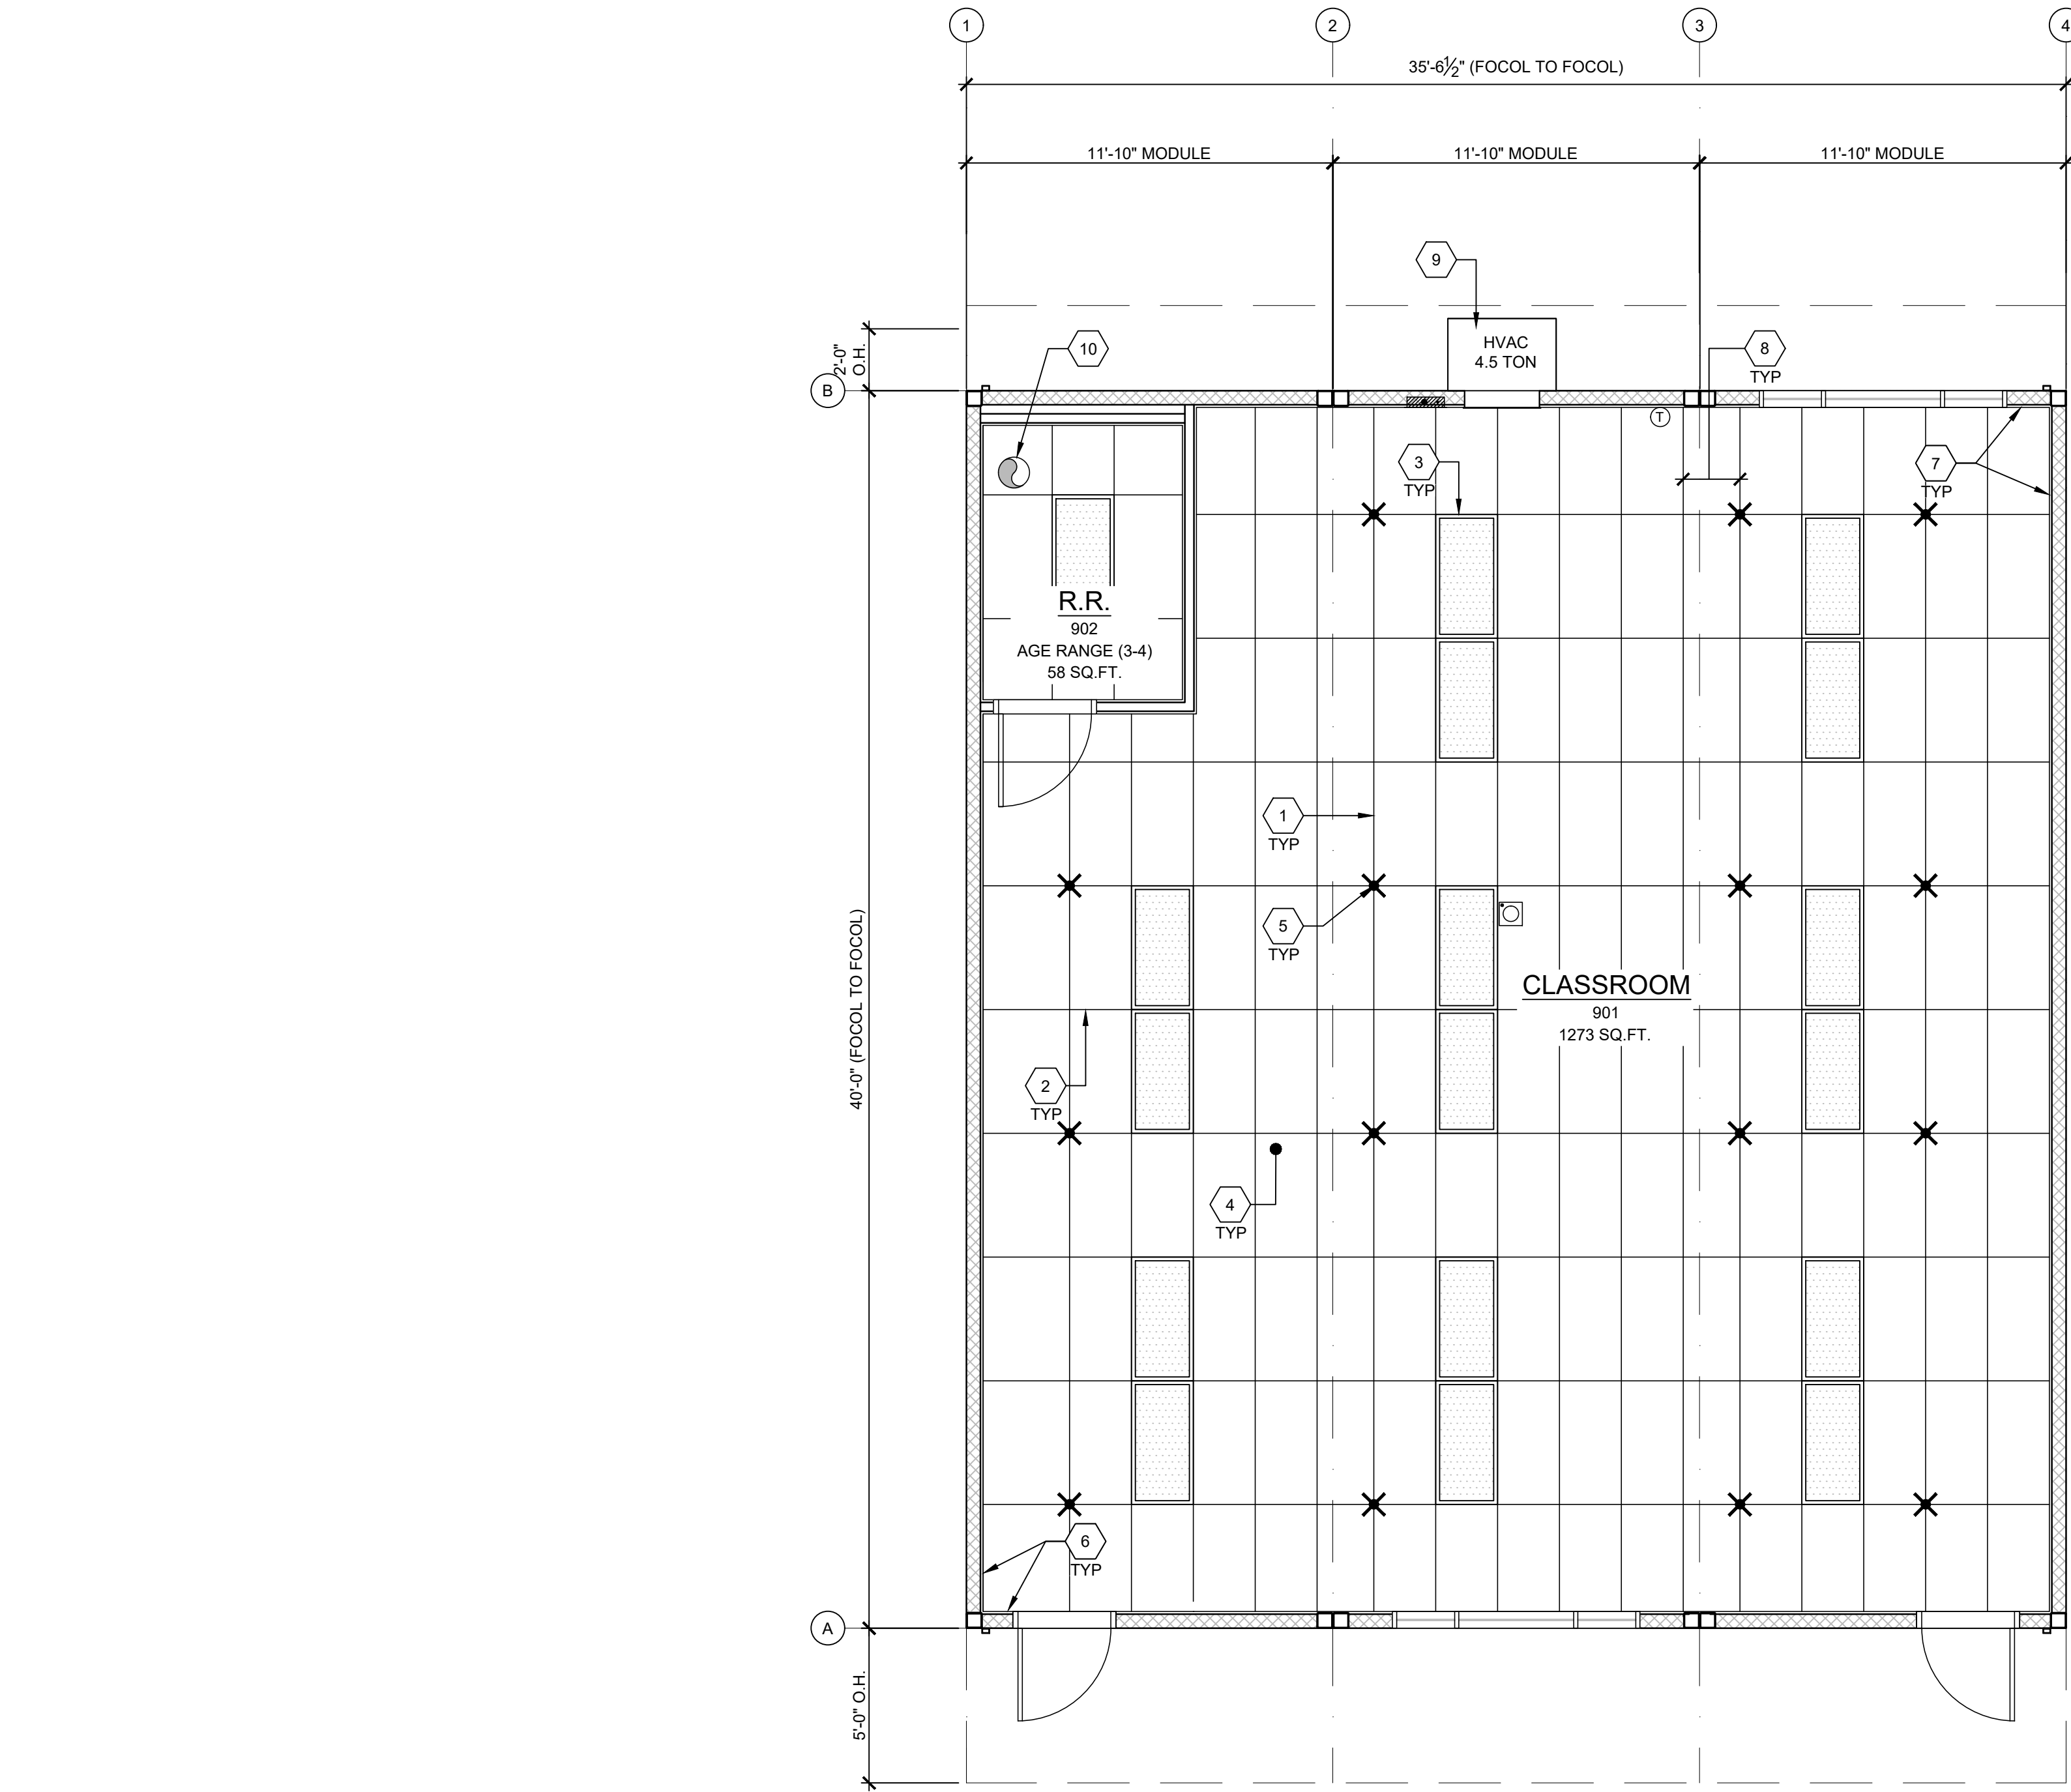 1
2
3
4
35'-6½" (FOCOL TO FOCOL)
11'-10" MODULE
11'-10" MODULE
11'-10" MODULE
9
HVAC
4.5 TON
10
8
TYP
2'-0"
O.H.
B
T
3
TYP
7
TYP
R.R.
902
AGE RANGE (3-4)
58 SQ.FT.
1
TYP
5
TYP
CLASSROOM
901
1273 SQ.FT.
40'-0" (FOCOL TO FOCOL)
2
TYP
4
TYP
6
TYP
A
5'-0" O.H.